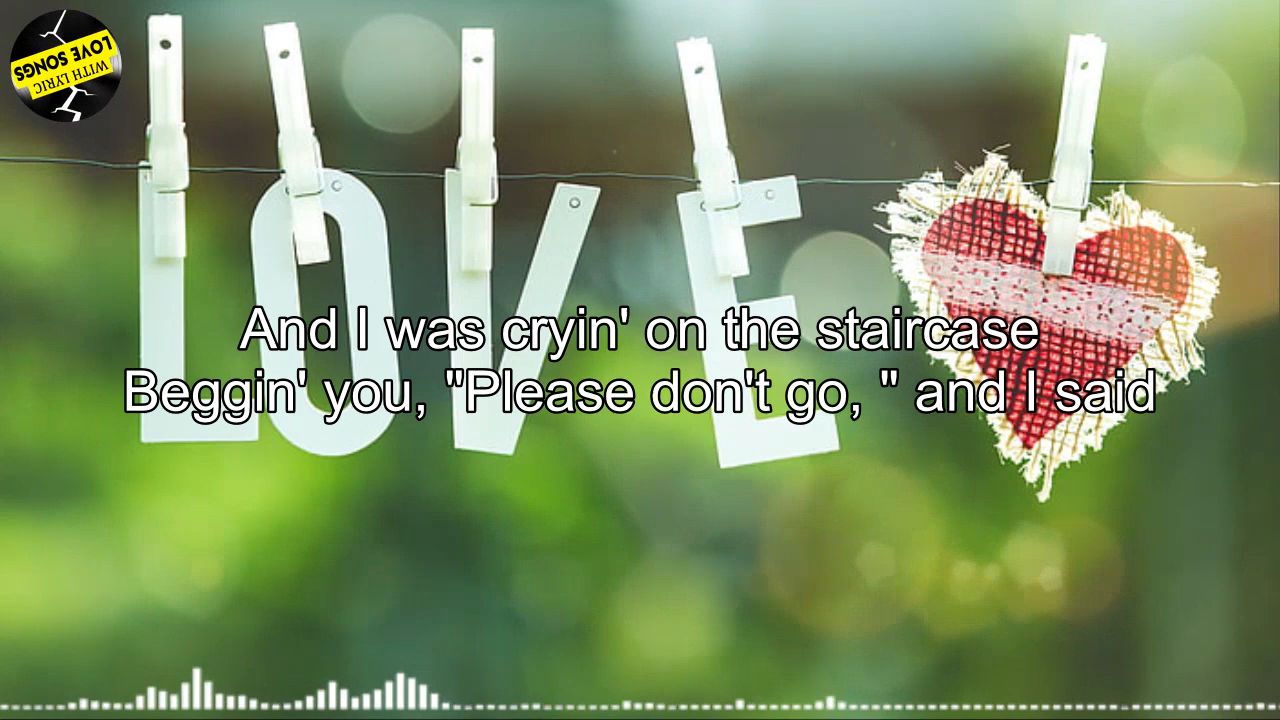 LOVE SONGS
WITH LYRIC
LOVE
And I was cryin' on the staircase
Beggin' you, "Please don't go, " and I said